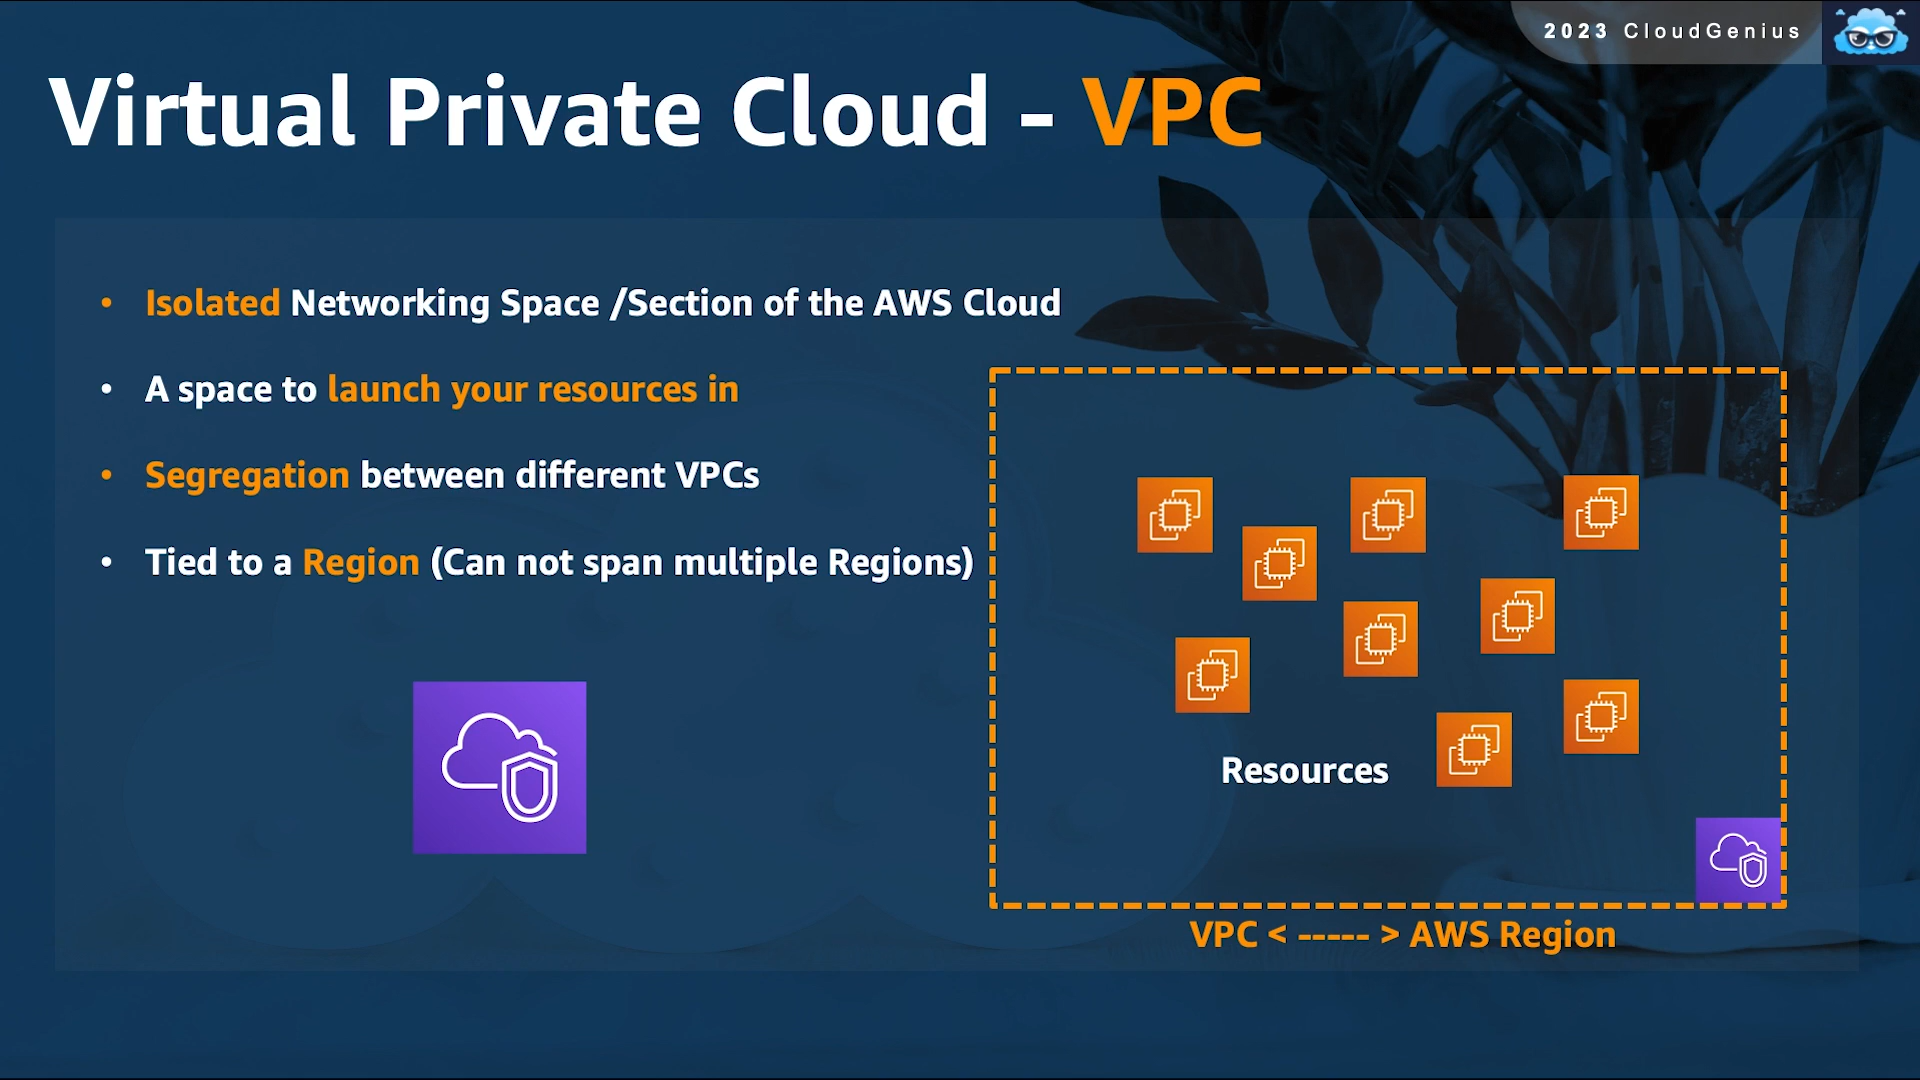 2023 CloudGenius
Virtual Private Cloud - VPC
• Isolated Networking Space /Section of the AWS Cloud
• A space to launch your resources in
• Segregation between different VPCs
• Tied to a Region (Can not span multiple Regions)
Resources
VPC < ----- > AWS Region